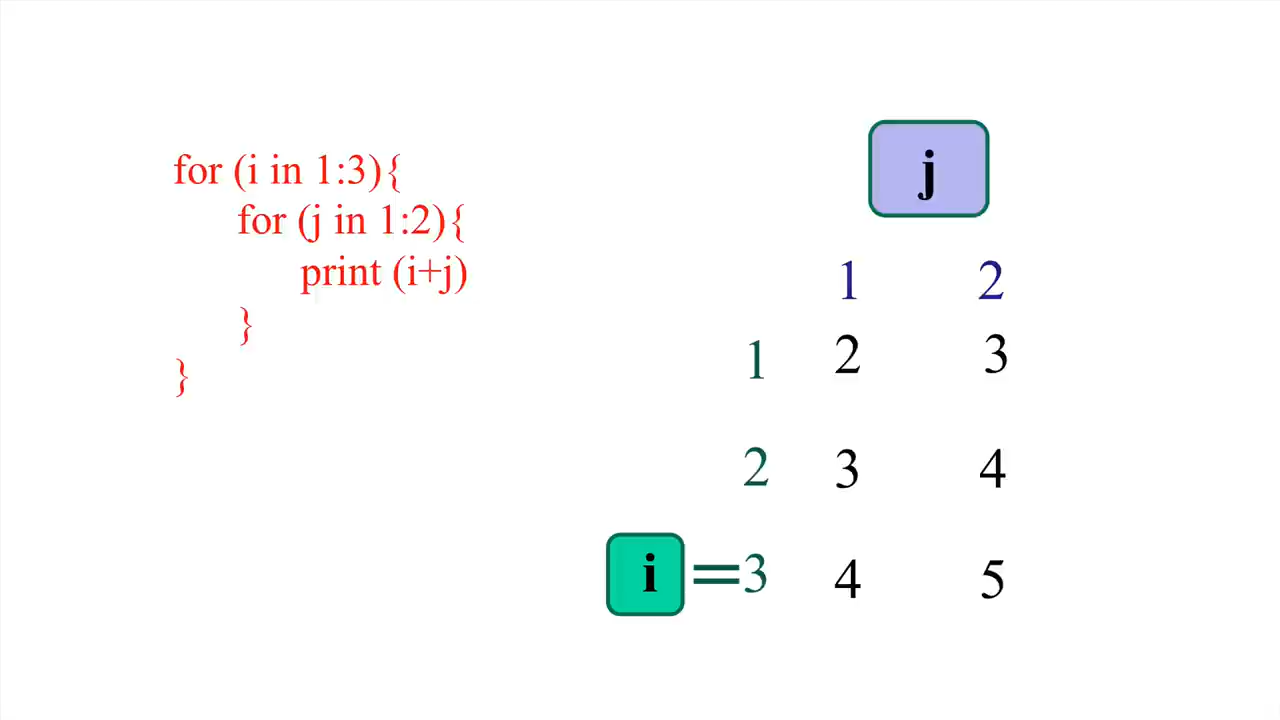 for (i in 1:3){
for (j in 1:2){
print (i+j)
}
}
j
1 2
1 2 3
2 3 4
i =3 4 5